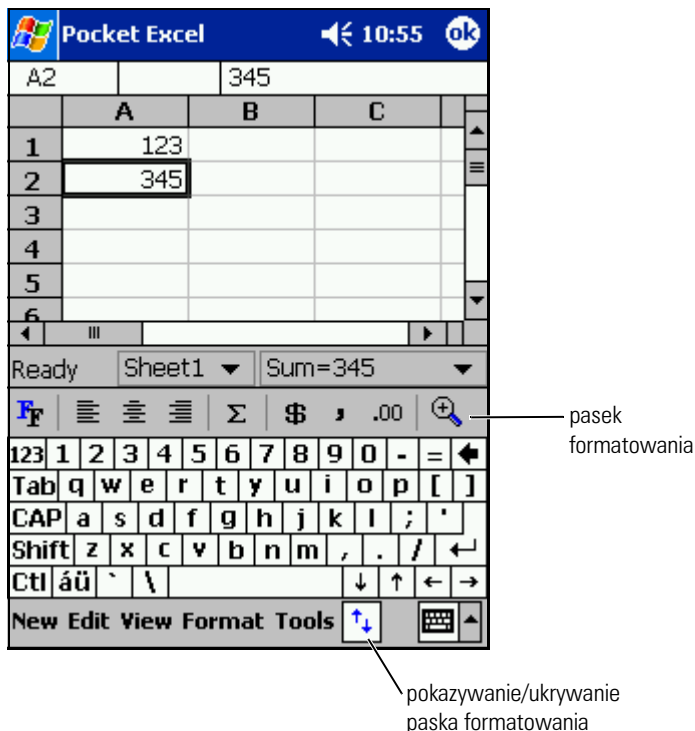 Pocket Excel 10:55 ok
A2 345
A B C
1 123
2 345
3
4
5
6
Ready Sheet1 Sum=345
FF Σ $ , .00
pasek
formatowania
123 1 2 3 4 5 6 7 8 9 0 - =
Tab q w e r t y u i o p [ ]
CAP a s d f g h j k l ; '
Shift z x c v b n m , . /
Ctl áü ` \ ↓ ↑ ← →
New Edit View Format Tools
pokazywanie/ukrywanie
paska formatowania